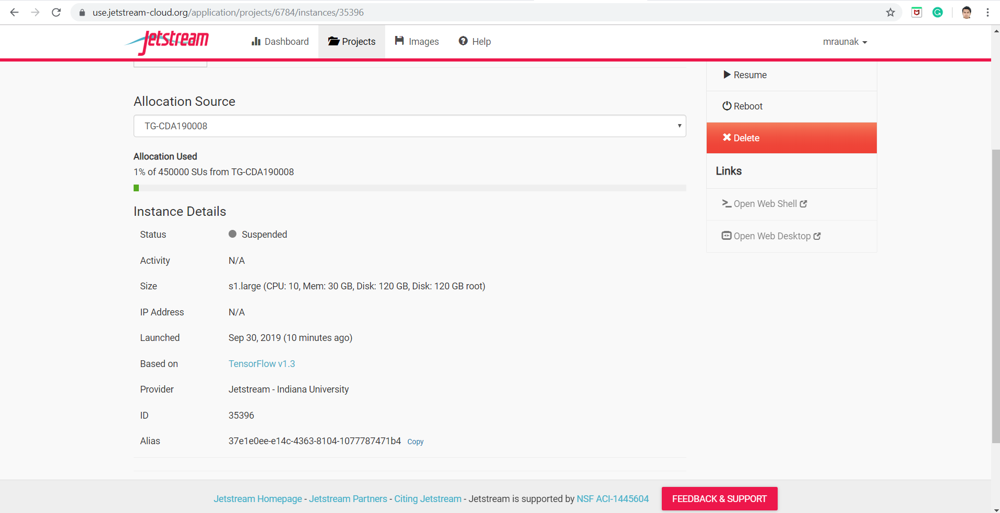 use.jetstream-cloud.org/application/projects/6784/instances/35396
Jetstream
Dashboard
Projects
Images
Help
mraunak
Allocation Source
TG-CDA190008
Allocation Used
1% of 450000 SUs from TG-CDA190008
Instance Details
Status Suspended
Activity N/A
Size s1.large (CPU: 10, Mem: 30 GB, Disk: 120 GB, Disk: 120 GB root)
IP Address N/A
Launched Sep 30, 2019 (10 minutes ago)
Based on TensorFlow v1.3
Provider Jetstream - Indiana University
ID 35396
Alias 37e1e0ee-e14c-4363-8104-1077787471b4 Copy
Resume
Reboot
Delete
Links
Open Web Shell
Open Web Desktop
Jetstream Homepage - Jetstream Partners - Citing Jetstream - Jetstream is supported by NSF ACI-1445604
FEEDBACK & SUPPORT